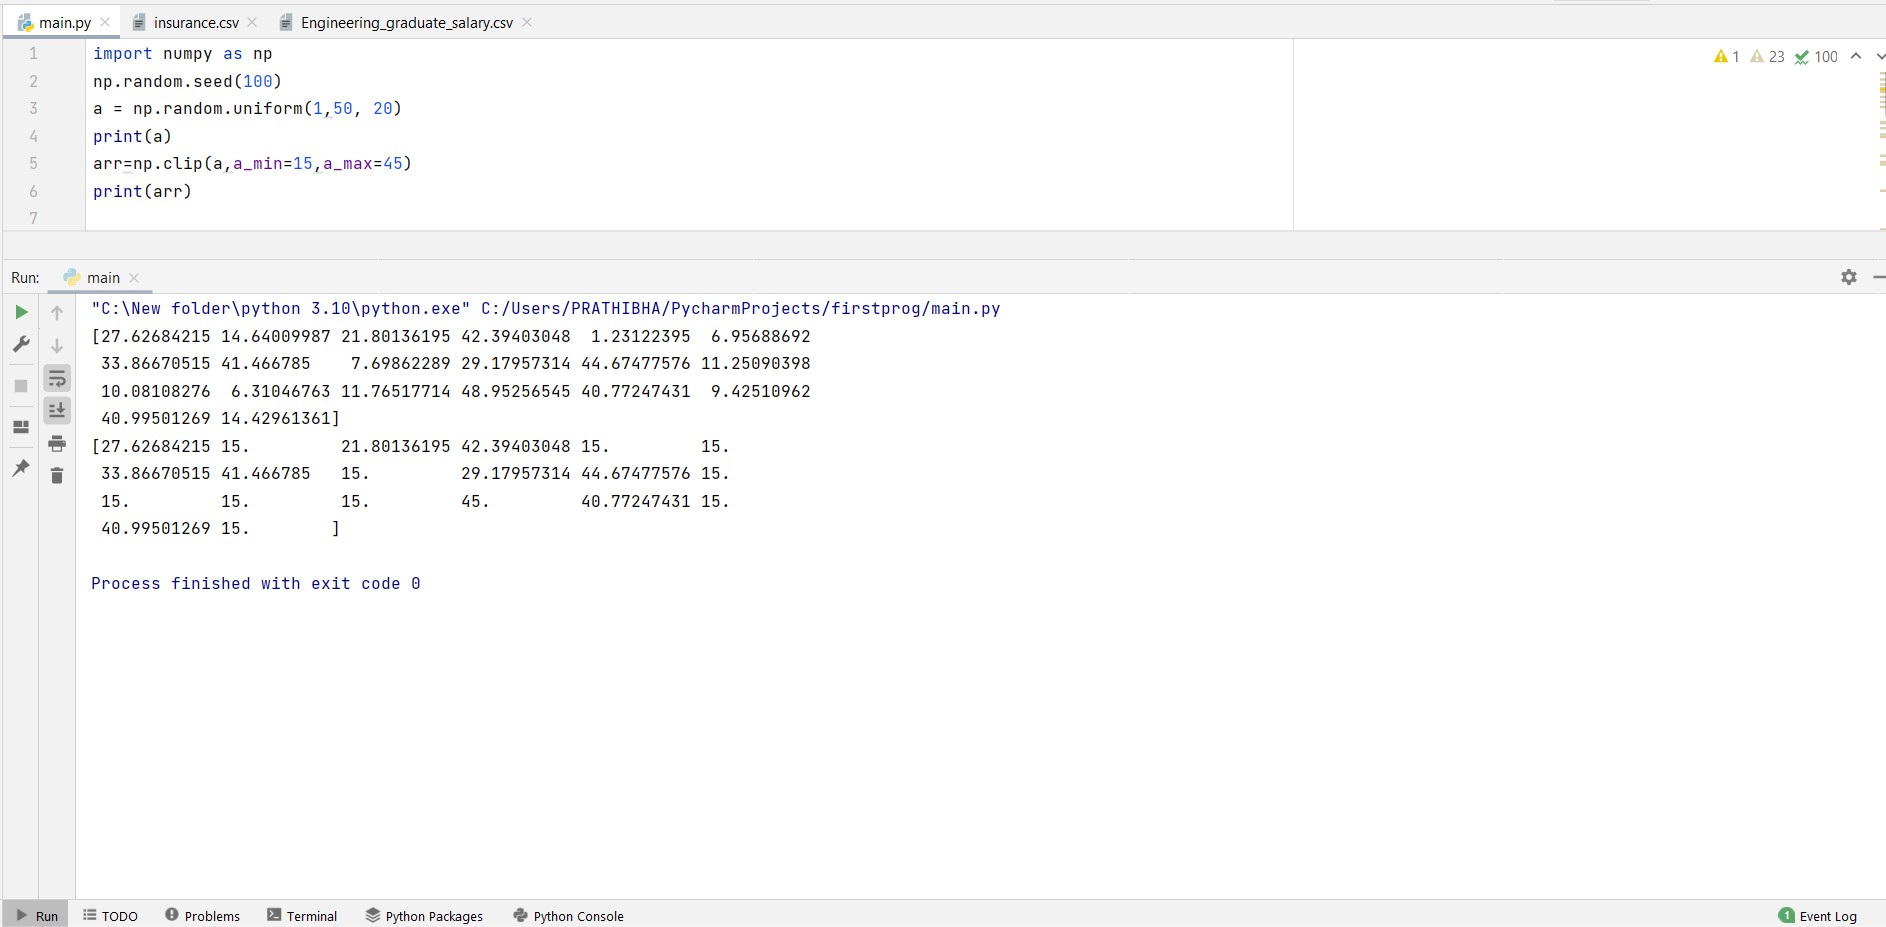 main.py insurance.csv Engineering_graduate_salary.csv
1 import numpy as np 1 23 100
2 np.random.seed(100)
3 a = np.random.uniform(1,50, 20)
4 print(a)
5 arr=np.clip(a,a_min=15,a_max=45)
6 print(arr)
7
Run: main
"C:\New folder\python 3.10\python.exe" C:/Users/PRATHIBHA/PycharmProjects/firstprog/main.py
[27.62684215 14.64009987 21.80136195 42.39403048  1.23122395  6.95688692
 33.86670515 41.466785    7.69862289 29.17957314 44.67477576 11.25090398
 10.08108276  6.31046763 11.76517714 48.95256545 40.77247431  9.42510962
 40.99501269 14.42961361]
[27.62684215 15.         21.80136195 42.39403048 15.         15.
 33.86670515 41.466785   15.         29.17957314 44.67477576 15.
 15.         15.         15.         45.         40.77247431 15.
 40.99501269 15.        ]
Process finished with exit code 0
Run TODO Problems Terminal Python Packages Python Console 1 Event Log